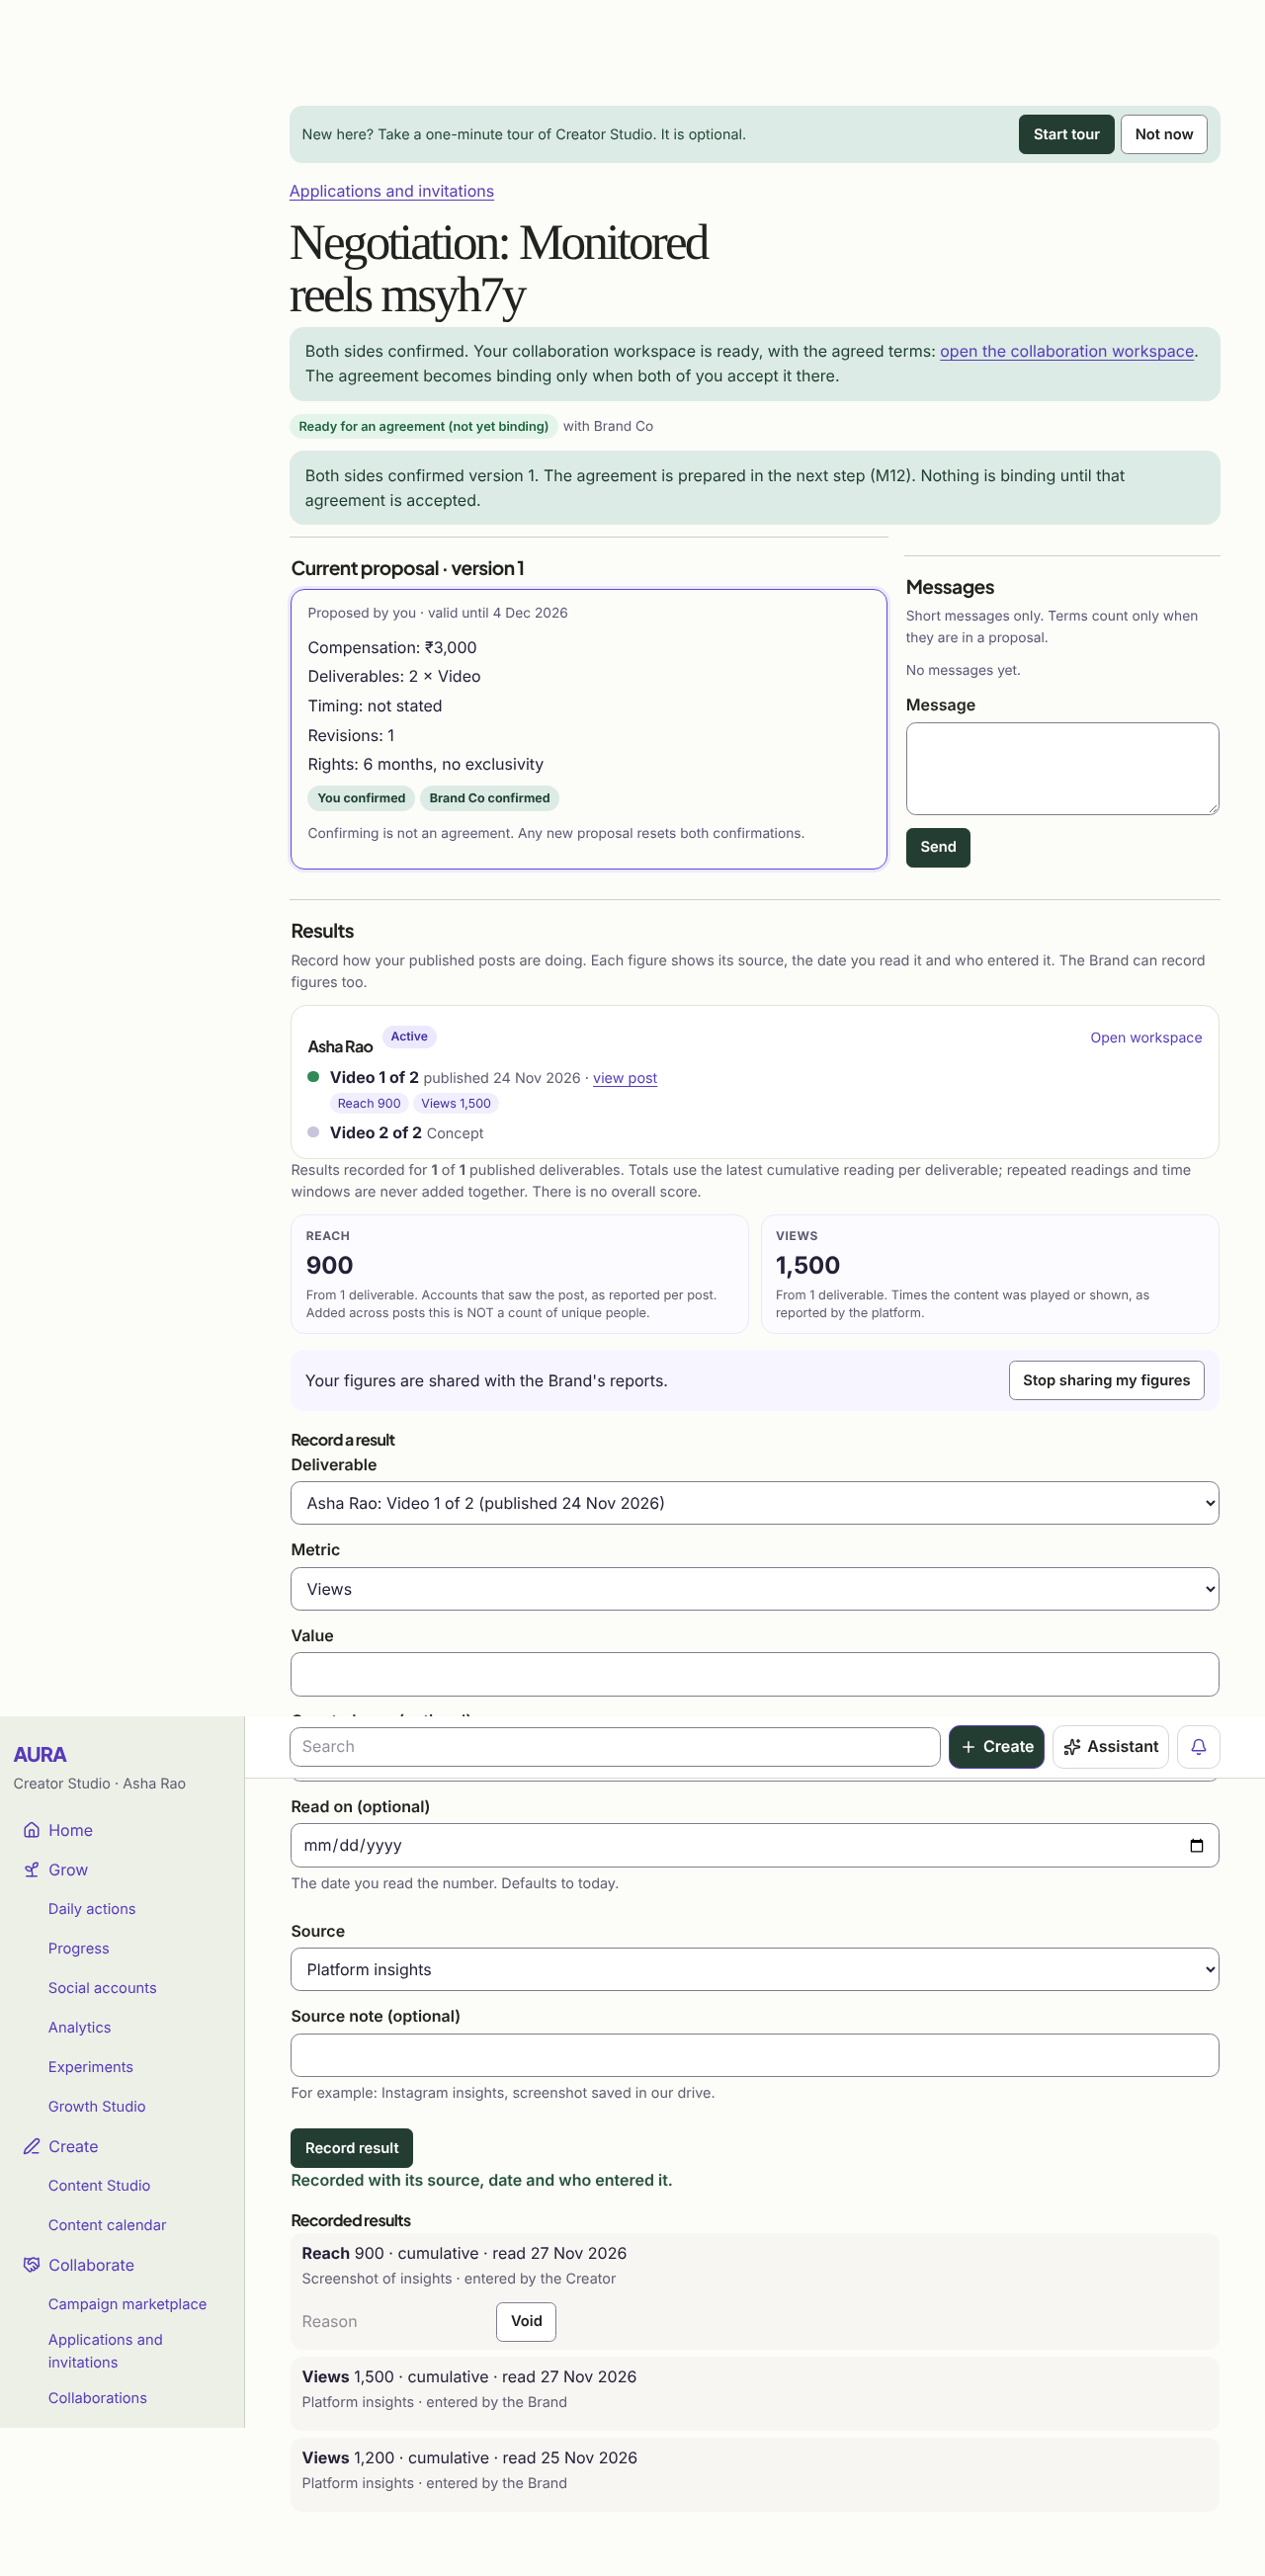 New here? Take a one-minute tour of Creator Studio. It is optional.
Start tour
Not now
Applications and invitations
Negotiation: Monitored
reels msyh7y
Both sides confirmed. Your collaboration workspace is ready, with the agreed terms: open the collaboration workspace.
The agreement becomes binding only when both of you accept it there.
Ready for an agreement (not yet binding) with Brand Co
Both sides confirmed version 1. The agreement is prepared in the next step (M12). Nothing is binding until that
agreement is accepted.
Current proposal · version 1
Proposed by you · valid until 4 Dec 2026
Compensation: ₹3,000
Deliverables: 2 × Video
Timing: not stated
Revisions: 1
Rights: 6 months, no exclusivity
You confirmed
Brand Co confirmed
Confirming is not an agreement. Any new proposal resets both confirmations.
Messages
Short messages only. Terms count only when
they are in a proposal.
No messages yet.
Message
Send
Results
Record how your published posts are doing. Each figure shows its source, the date you read it and who entered it. The Brand can record
figures too.
Asha Rao
Active
Open workspace
Video 1 of 2 published 24 Nov 2026 · view post
Reach 900
Views 1,500
Video 2 of 2 Concept
Results recorded for 1 of 1 published deliverables. Totals use the latest cumulative reading per deliverable; repeated readings and time
windows are never added together. There is no overall score.
REACH
900
From 1 deliverable. Accounts that saw the post, as reported per post.
Added across posts this is NOT a count of unique people.
VIEWS
1,500
From 1 deliverable. Times the content was played or shown, as
reported by the platform.
Your figures are shared with the Brand's reports.
Stop sharing my figures
Record a result
Deliverable
Asha Rao: Video 1 of 2 (published 24 Nov 2026)
Metric
Views
Value
Search
Create
Assistant
AURA
Creator Studio · Asha Rao
Home
Grow
Daily actions
Progress
Social accounts
Analytics
Experiments
Growth Studio
Create
Content Studio
Content calendar
Collaborate
Campaign marketplace
Applications and
invitations
Collaborations
Read on (optional)
mm/dd/yyyy
The date you read the number. Defaults to today.
Source
Platform insights
Source note (optional)
For example: Instagram insights, screenshot saved in our drive.
Record result
Recorded with its source, date and who entered it.
Recorded results
Reach 900 · cumulative · read 27 Nov 2026
Screenshot of insights · entered by the Creator
Reason
Void
Views 1,500 · cumulative · read 27 Nov 2026
Platform insights · entered by the Brand
Views 1,200 · cumulative · read 25 Nov 2026
Platform insights · entered by the Brand